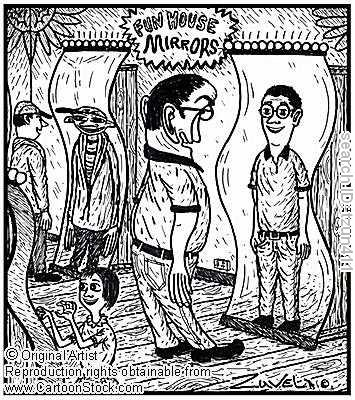 FUN HOUSE
MIRRORS
© Original Artist
Reproduction rights obtainable from
www.CartoonStock.com